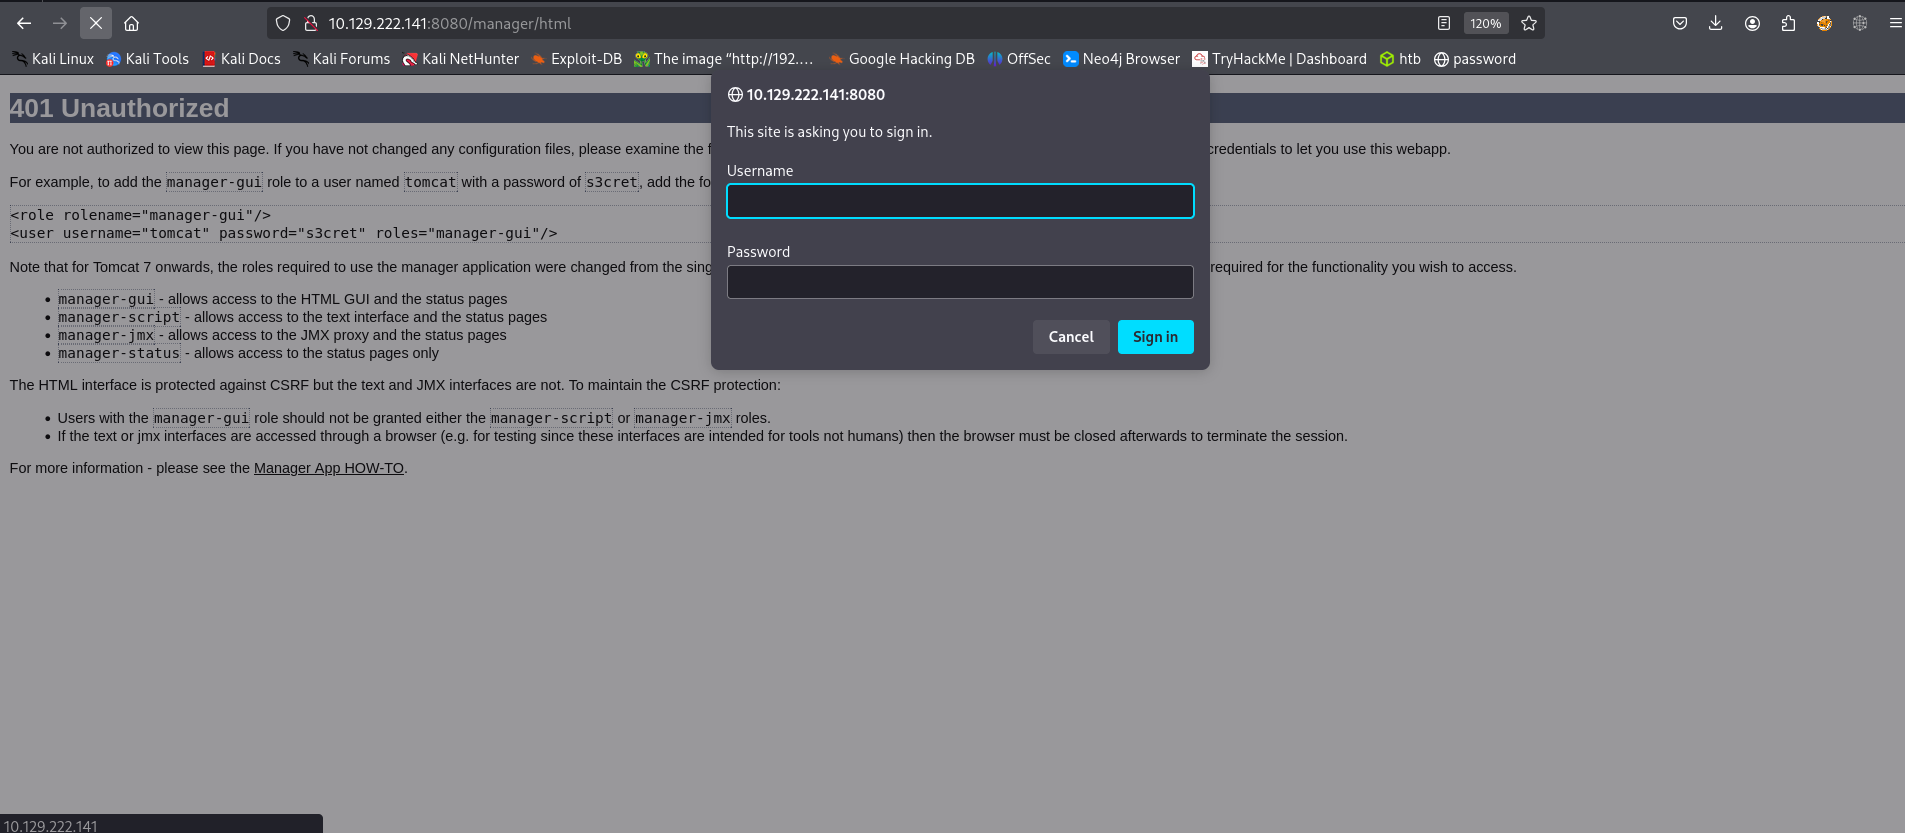 10.129.222.141:8080/manager/html
120%
Kali Linux Kali Tools Kali Docs Kali Forums Kali NetHunter Exploit-DB The image “http://192.... Google Hacking DB OffSec Neo4j Browser TryHackMe | Dashboard htb password
10.129.222.141:8080
This site is asking you to sign in.
Username
Password
Cancel Sign in
401 Unauthorized
You are not authorized to view this page. If you have not changed any configuration files, please examine the f credentials to let you use this webapp.
For example, to add the manager-gui role to a user named tomcat with a password of s3cret, add the fo
<role rolename="manager-gui"/>
<user username="tomcat" password="s3cret" roles="manager-gui"/>
Note that for Tomcat 7 onwards, the roles required to use the manager application were changed from the sing required for the functionality you wish to access.
manager-gui - allows access to the HTML GUI and the status pages
manager-script - allows access to the text interface and the status pages
manager-jmx - allows access to the JMX proxy and the status pages
manager-status - allows access to the status pages only
The HTML interface is protected against CSRF but the text and JMX interfaces are not. To maintain the CSRF protection:
Users with the manager-gui role should not be granted either the manager-script or manager-jmx roles.
If the text or jmx interfaces are accessed through a browser (e.g. for testing since these interfaces are intended for tools not humans) then the browser must be closed afterwards to terminate the session.
For more information - please see the Manager App HOW-TO.
10.129.222.141